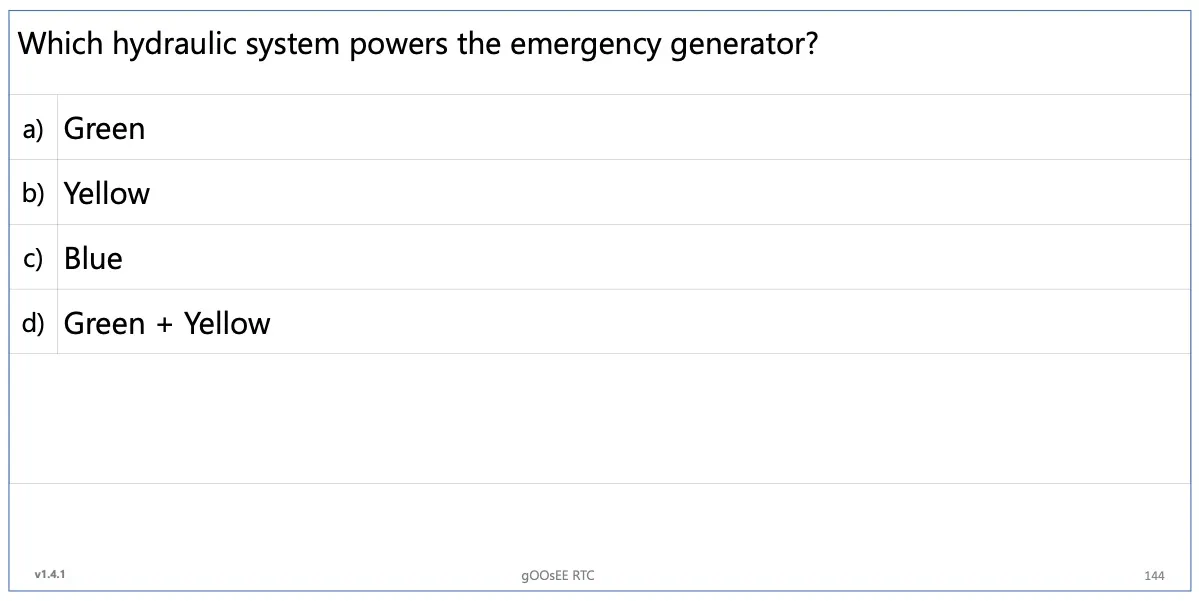 Which hydraulic system powers the emergency generator?
a) Green
b) Yellow
c) Blue
d) Green + Yellow
v1.4.1 gOOsEE RTC 144